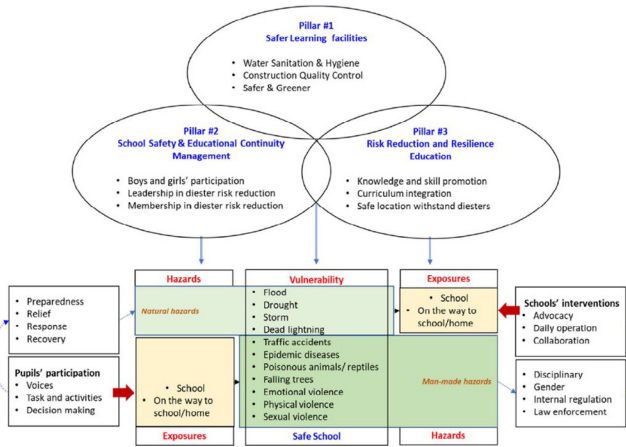 Pillar #1
Safer Learning facilities
• Water Sanitation & Hygiene
• Construction Quality Control
• Safer & Greener
Pillar #2
School Safety & Educational Continuity
Management
• Boys and girls' participation
• Leadership in diester risk reduction
• Membership in diester risk reduction
Pillar #3
Risk Reduction and Resilience
Education
• Knowledge and skill promotion
• Curriculum integration
• Safe location withstand diesters
Hazards
Vulnerability
Exposures
• Preparedness
• Relief
• Response
• Recovery
Natural hazards
• Flood
• Drought
• Storm
• Dead lightning
• Traffic accidents
• Epidemic diseases
• Poisonous animals/ reptiles
• Falling trees
• Emotional violence
• Physical violence
• Sexual violence
• School
• On the way to
school/home
Schools' interventions
• Advocacy
• Daily operation
• Collaboration
Pupils' participation
• Voices
• Task and activities
• Decision making
• School
• On the way to
school/home
Man-made hazards
• Disciplinary
• Gender
• Internal regulation
• Law enforcement
Exposures
Safe School
Hazards